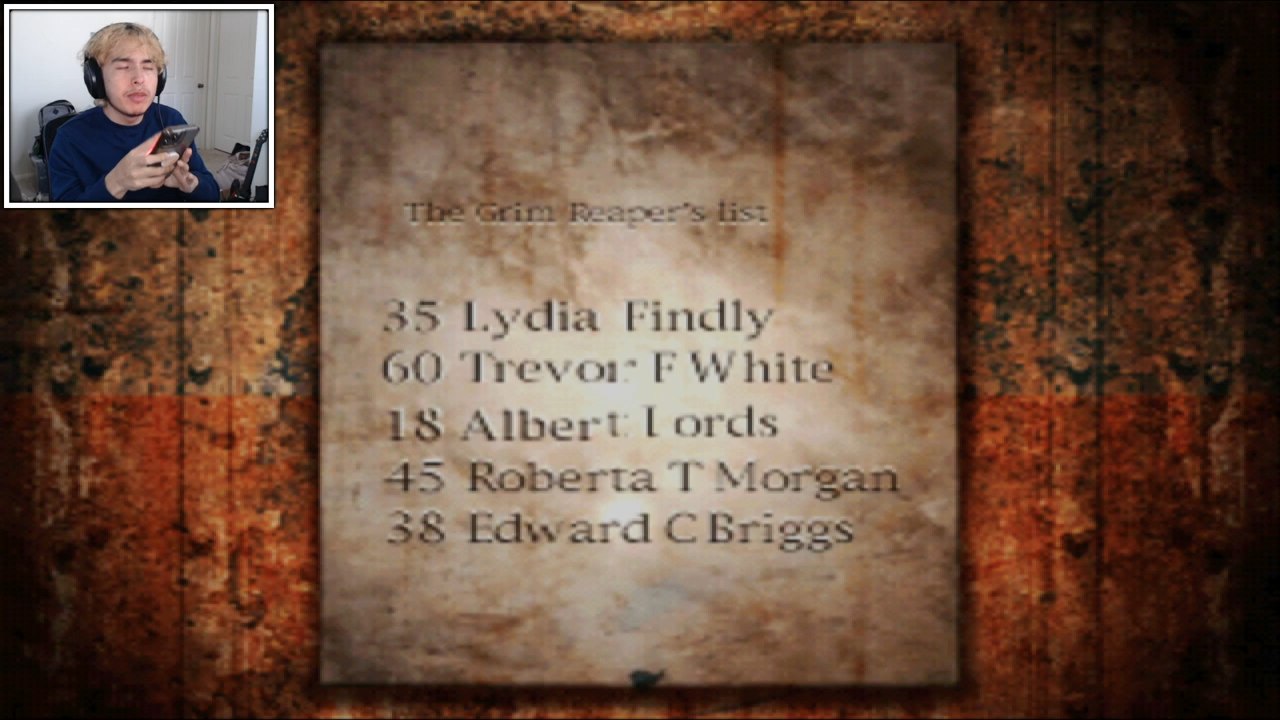 The Grim Reaper's list
35 Lydia Findly
60 Trevor F White
18 Albert Lords
45 Roberta T Morgan
38 Edward C Briggs